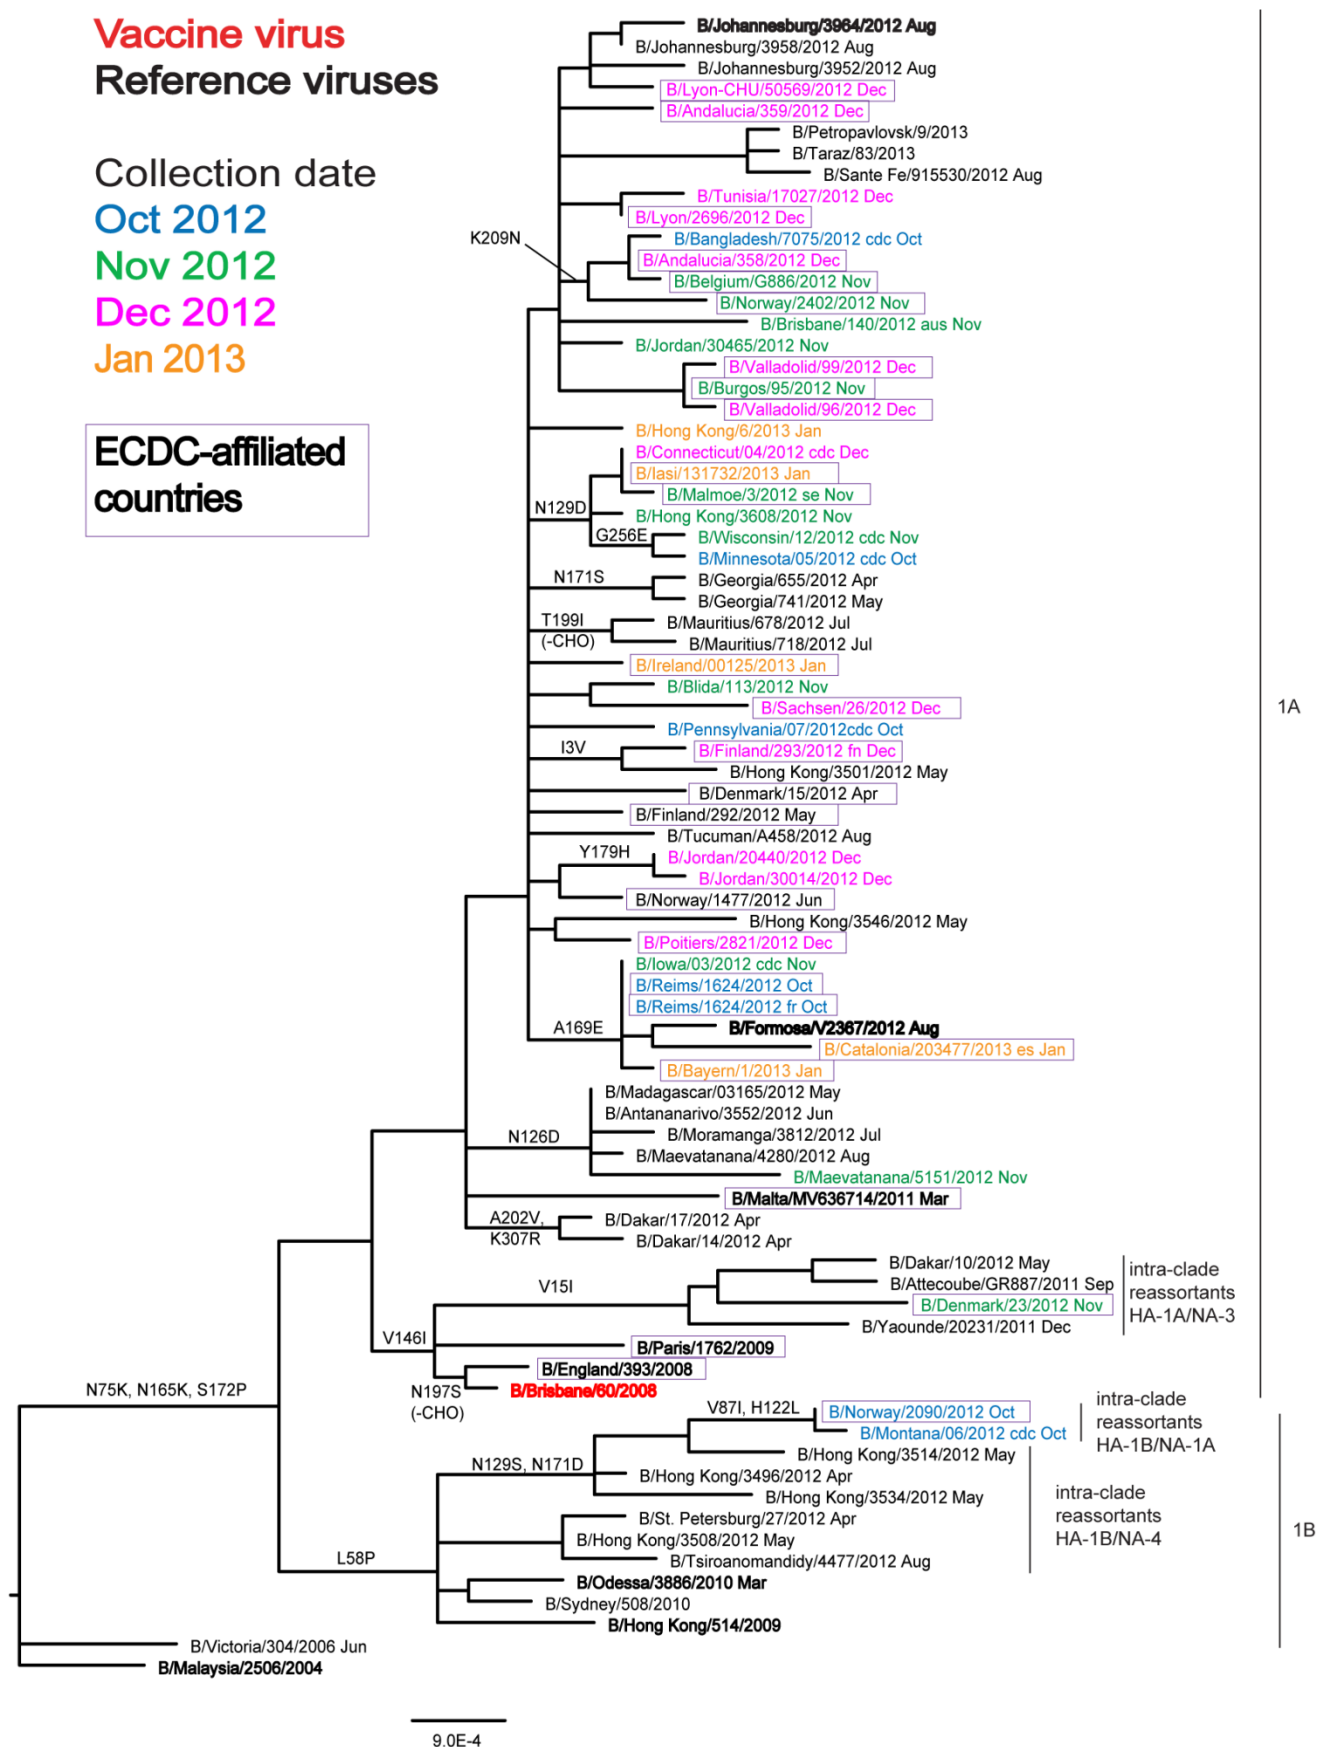 Vaccine virus
Reference viruses
Collection date
Oct 2012
Nov 2012
Dec 2012
Jan 2013
ECDC-affiliated
countries
B/Johannesburg/3964/2012 Aug
B/Johannesburg/3958/2012 Aug
B/Johannesburg/3952/2012 Aug
B/Lyon-CHU/50569/2012 Dec
B/Andalucia/359/2012 Dec
B/Petropavlovsk/9/2013
B/Taraz/83/2013
B/Sante Fe/915530/2012 Aug
B/Tunisia/17027/2012 Dec
B/Lyon/2696/2012 Dec
K209N
B/Bangladesh/7075/2012 cdc Oct
B/Andalucia/358/2012 Dec
B/Belgium/G886/2012 Nov
B/Norway/2402/2012 Nov
B/Brisbane/140/2012 aus Nov
B/Jordan/30465/2012 Nov
B/Valladolid/99/2012 Dec
B/Burgos/95/2012 Nov
B/Valladolid/96/2012 Dec
B/Hong Kong/6/2013 Jan
B/Connecticut/04/2012 cdc Dec
B/Iasi/131732/2013 Jan
B/Malmoe/3/2012 se Nov
N129D
B/Hong Kong/3608/2012 Nov
G256E
B/Wisconsin/12/2012 cdc Nov
B/Minnesota/05/2012 cdc Oct
N171S
B/Georgia/655/2012 Apr
B/Georgia/741/2012 May
T199I
(-CHO)
B/Mauritius/678/2012 Jul
B/Mauritius/718/2012 Jul
B/Ireland/00125/2013 Jan
B/Blida/113/2012 Nov
B/Sachsen/26/2012 Dec
1A
B/Pennsylvania/07/2012cdc Oct
I3V
B/Finland/293/2012 fn Dec
B/Hong Kong/3501/2012 May
B/Denmark/15/2012 Apr
B/Finland/292/2012 May
B/Tucuman/A458/2012 Aug
Y179H
B/Jordan/20440/2012 Dec
B/Jordan/30014/2012 Dec
B/Norway/1477/2012 Jun
B/Hong Kong/3546/2012 May
B/Poitiers/2821/2012 Dec
B/Iowa/03/2012 cdc Nov
B/Reims/1624/2012 Oct
B/Reims/1624/2012 fr Oct
A169E
B/Formosa/V2367/2012 Aug
B/Catalonia/203477/2013 es Jan
B/Bayern/1/2013 Jan
B/Madagascar/03165/2012 May
B/Antananarivo/3552/2012 Jun
N126D
B/Moramanga/3812/2012 Jul
B/Maevatanana/4280/2012 Aug
B/Maevatanana/5151/2012 Nov
B/Malta/MV636714/2011 Mar
A202V,
K307R
B/Dakar/17/2012 Apr
B/Dakar/14/2012 Apr
V15I
B/Dakar/10/2012 May
B/Attecoube/GR887/2011 Sep
B/Denmark/23/2012 Nov
B/Yaounde/20231/2011 Dec
intra-clade
reassortants
HA-1A/NA-3
V146I
B/Paris/1762/2009
B/England/393/2008
N197S
(-CHO)
B/Brisbane/60/2008
N75K, N165K, S172P
V87I, H122L
B/Norway/2090/2012 Oct
B/Montana/06/2012 cdc Oct
intra-clade
reassortants
HA-1B/NA-1A
B/Hong Kong/3514/2012 May
N129S, N171D
B/Hong Kong/3496/2012 Apr
B/Hong Kong/3534/2012 May
B/St. Petersburg/27/2012 Apr
B/Hong Kong/3508/2012 May
B/Tsiroanomandidy/4477/2012 Aug
intra-clade
reassortants
HA-1B/NA-4
1B
L58P
B/Odessa/3886/2010 Mar
B/Sydney/508/2010
B/Hong Kong/514/2009
B/Victoria/304/2006 Jun
B/Malaysia/2506/2004
9.0E-4